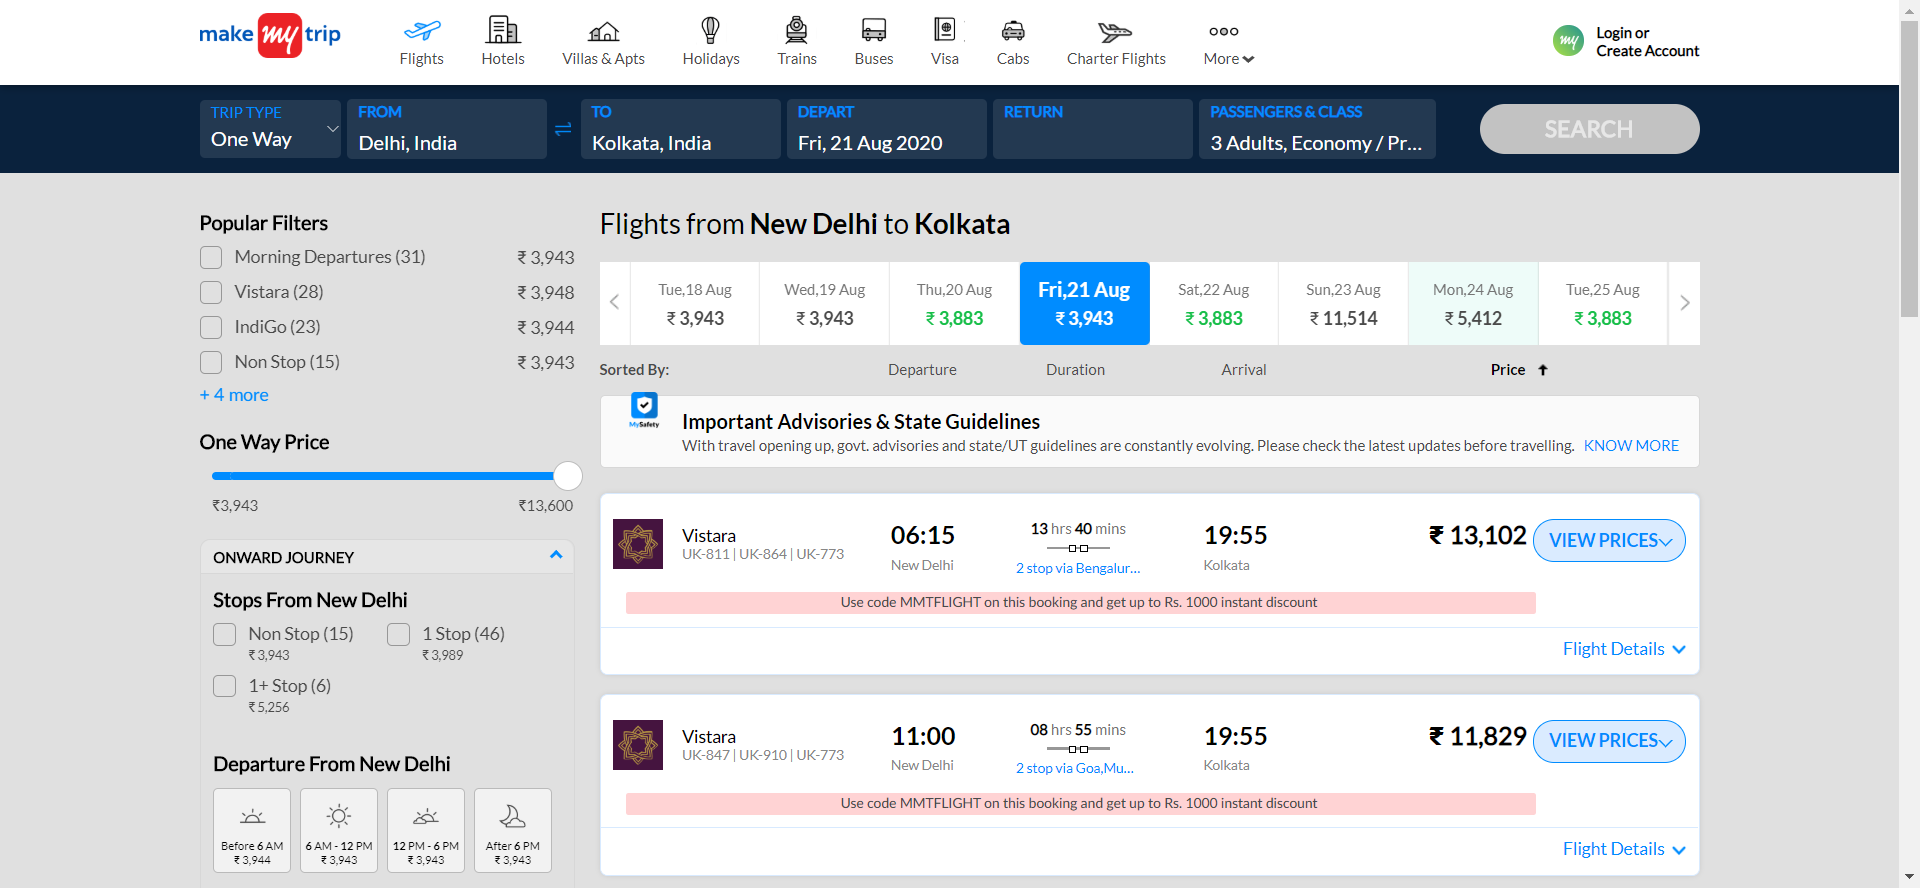 make my trip
Flights
Hotels
Villas & Apts
Holidays
Trains
Buses
Visa
Cabs
Charter Flights
More
my
Login or
Create Account
TRIP TYPE
One Way
FROM
Delhi, India
TO
Kolkata, India
DEPART
Fri, 21 Aug 2020
RETURN
PASSENGERS & CLASS
3 Adults, Economy / Pr...
SEARCH
Popular Filters
Morning Departures (31) ₹ 3,943
Vistara (28) ₹ 3,948
IndiGo (23) ₹ 3,944
Non Stop (15) ₹ 3,943
+ 4 more
One Way Price
₹3,943 ₹13,600
ONWARD JOURNEY
Stops From New Delhi
Non Stop (15) 1 Stop (46)
₹ 3,943 ₹ 3,989
1+ Stop (6)
₹ 5,256
Departure From New Delhi
Before 6 AM 6 AM - 12 PM 12 PM - 6 PM After 6 PM
₹ 3,944 ₹ 3,943 ₹ 3,943 ₹ 3,943
Flights from New Delhi to Kolkata
Tue,18 Aug Wed,19 Aug Thu,20 Aug Fri,21 Aug Sat,22 Aug Sun,23 Aug Mon,24 Aug Tue,25 Aug
₹ 3,943 ₹ 3,943 ₹ 3,883 ₹ 3,943 ₹ 3,883 ₹ 11,514 ₹ 5,412 ₹ 3,883
Sorted By: Departure Duration Arrival Price
MySafety
Important Advisories & State Guidelines
With travel opening up, govt. advisories and state/UT guidelines are constantly evolving. Please check the latest updates before travelling. KNOW MORE
Vistara 06:15 13 hrs 40 mins 19:55 ₹ 13,102 VIEW PRICES
UK-811 | UK-864 | UK-773
New Delhi 2 stop via Bengalur... Kolkata
Use code MMTFLIGHT on this booking and get up to Rs. 1000 instant discount
Flight Details
Vistara 11:00 08 hrs 55 mins 19:55 ₹ 11,829 VIEW PRICES
UK-847 | UK-910 | UK-773
New Delhi 2 stop via Goa,Mu... Kolkata
Use code MMTFLIGHT on this booking and get up to Rs. 1000 instant discount
Flight Details